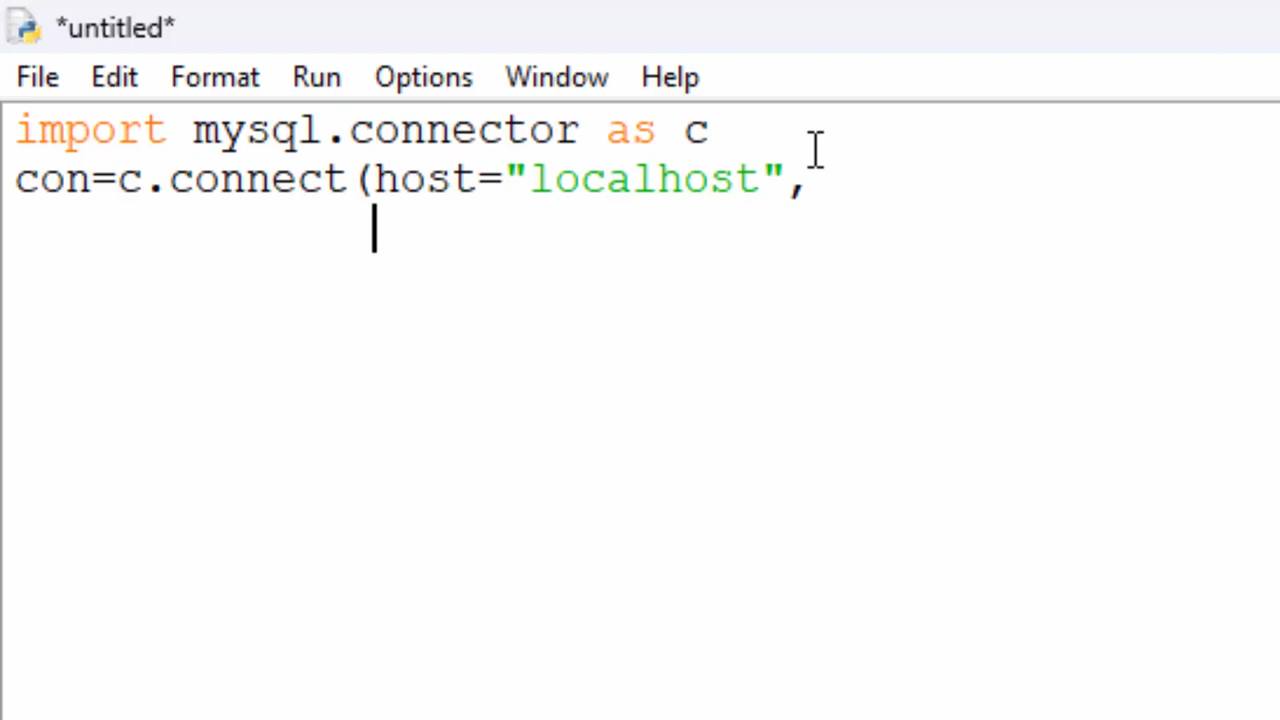 *untitled*
File Edit Format Run Options Window Help
import mysql.connector as c
con=c.connect(host="localhost",